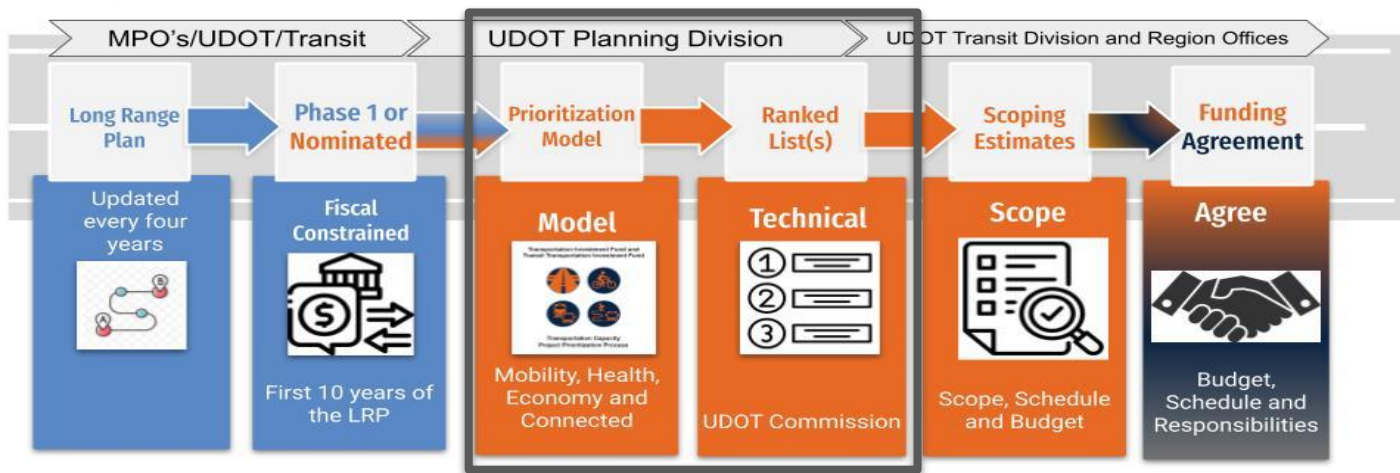 MPO's/UDOT/Transit
UDOT Planning Division
UDOT Transit Division and Region Offices
Long Range
Plan
Phase 1 or
Nominated
Prioritization
Model
Ranked
List(s)
Scoping
Estimates
Funding
Agreement
Updated
every four
years
B
A
Fiscal
Constrained
$
First 10 years of
the LRP
Model
Transportation Investment Fund and
Transit Transportation Investment Fund
Transportation Capacity
Project Prioritization Process
Mobility, Health,
Economy and
Connected
Technical
1
2
3
UDOT Commission
Scope
Scope, Schedule
and Budget
Agree
Budget,
Schedule and
Responsibilities